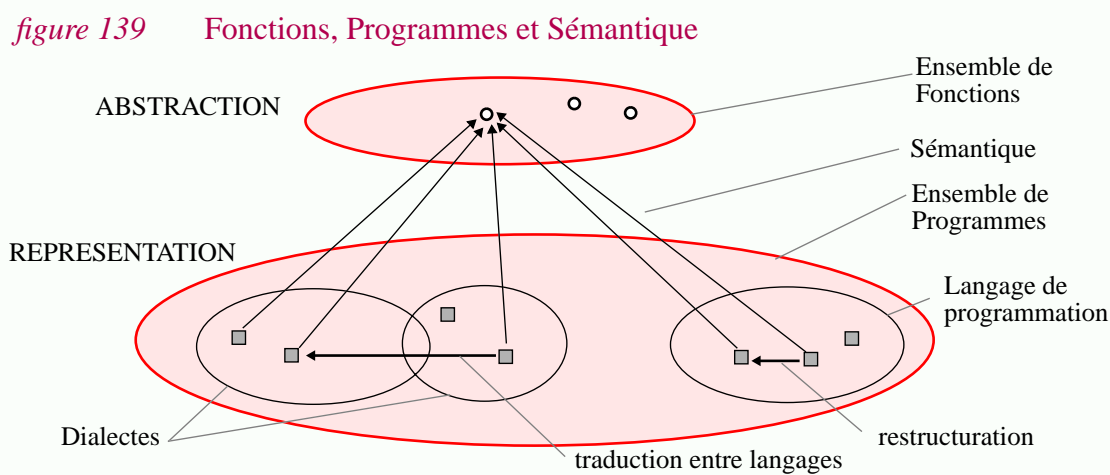 figure 139 Fonctions, Programmes et Sémantique
Ensemble de
Fonctions
ABSTRACTION
Sémantique
Ensemble de
Programmes
REPRESENTATION
Langage de
programmation
Dialectes
restructuration
traduction entre langages